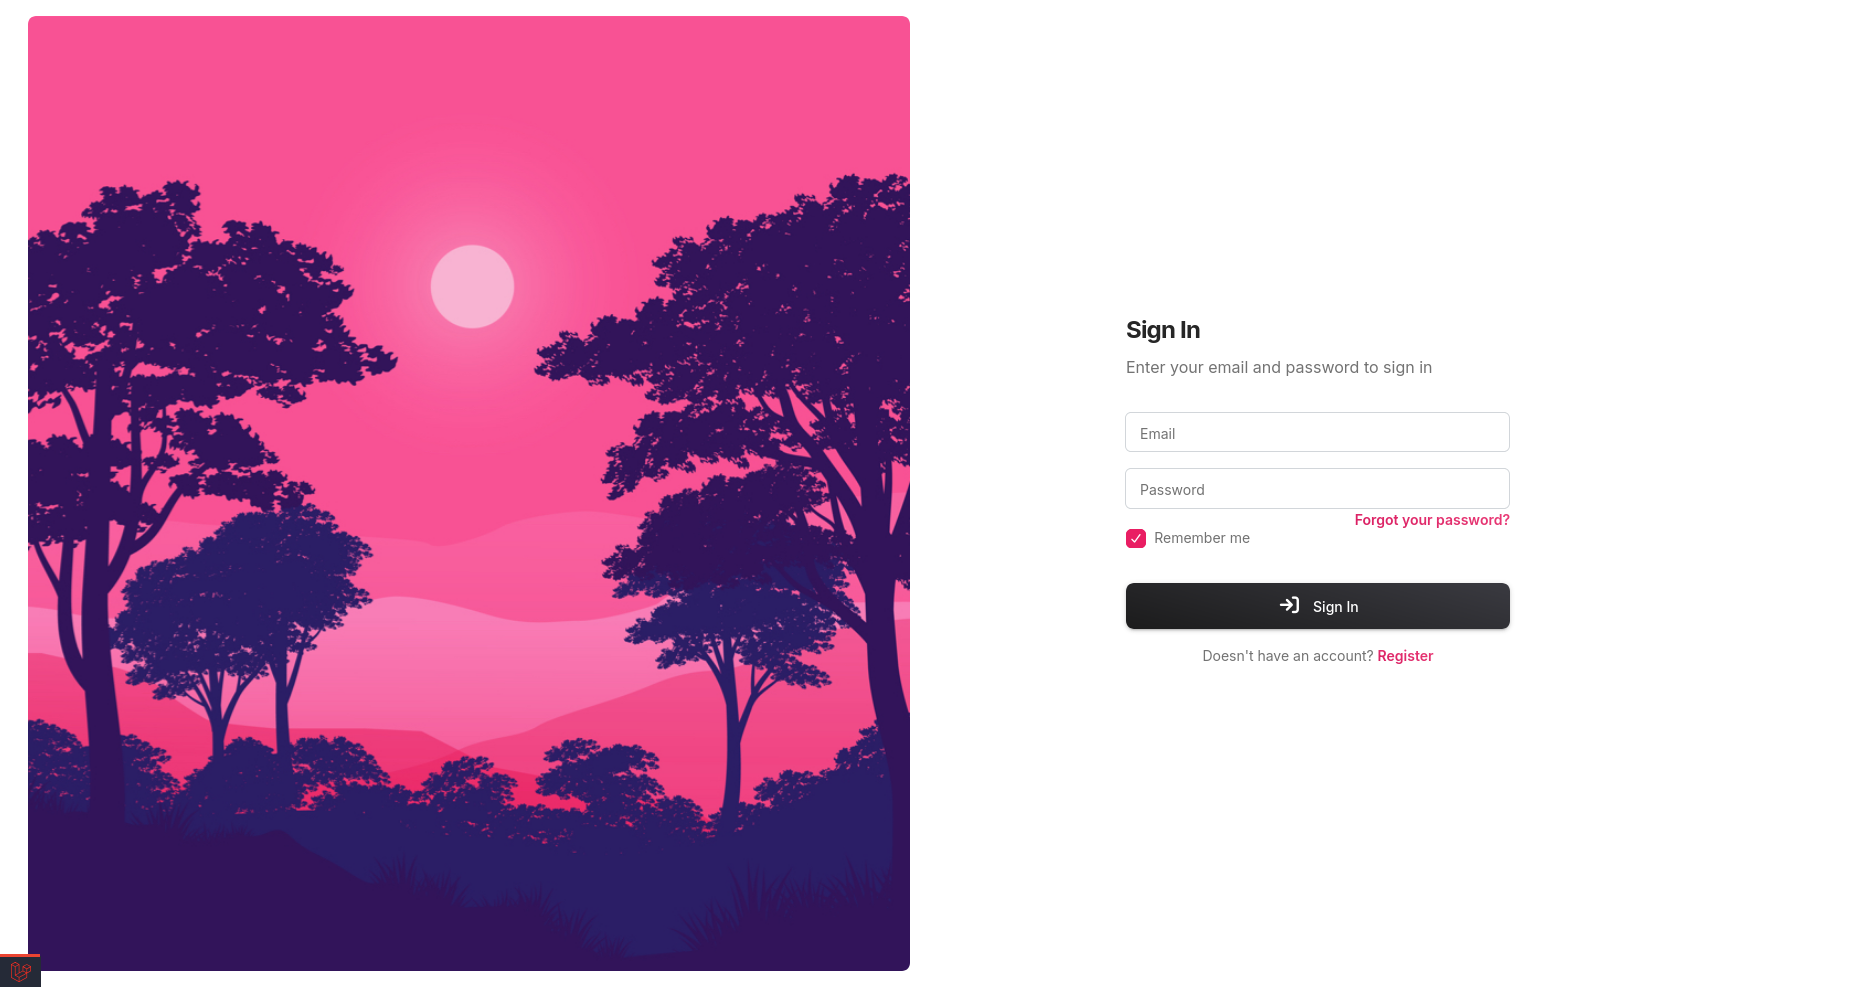 Sign In
Enter your email and password to sign in
Email
Password
Forgot your password?
Remember me
Sign In
Doesn't have an account? Register